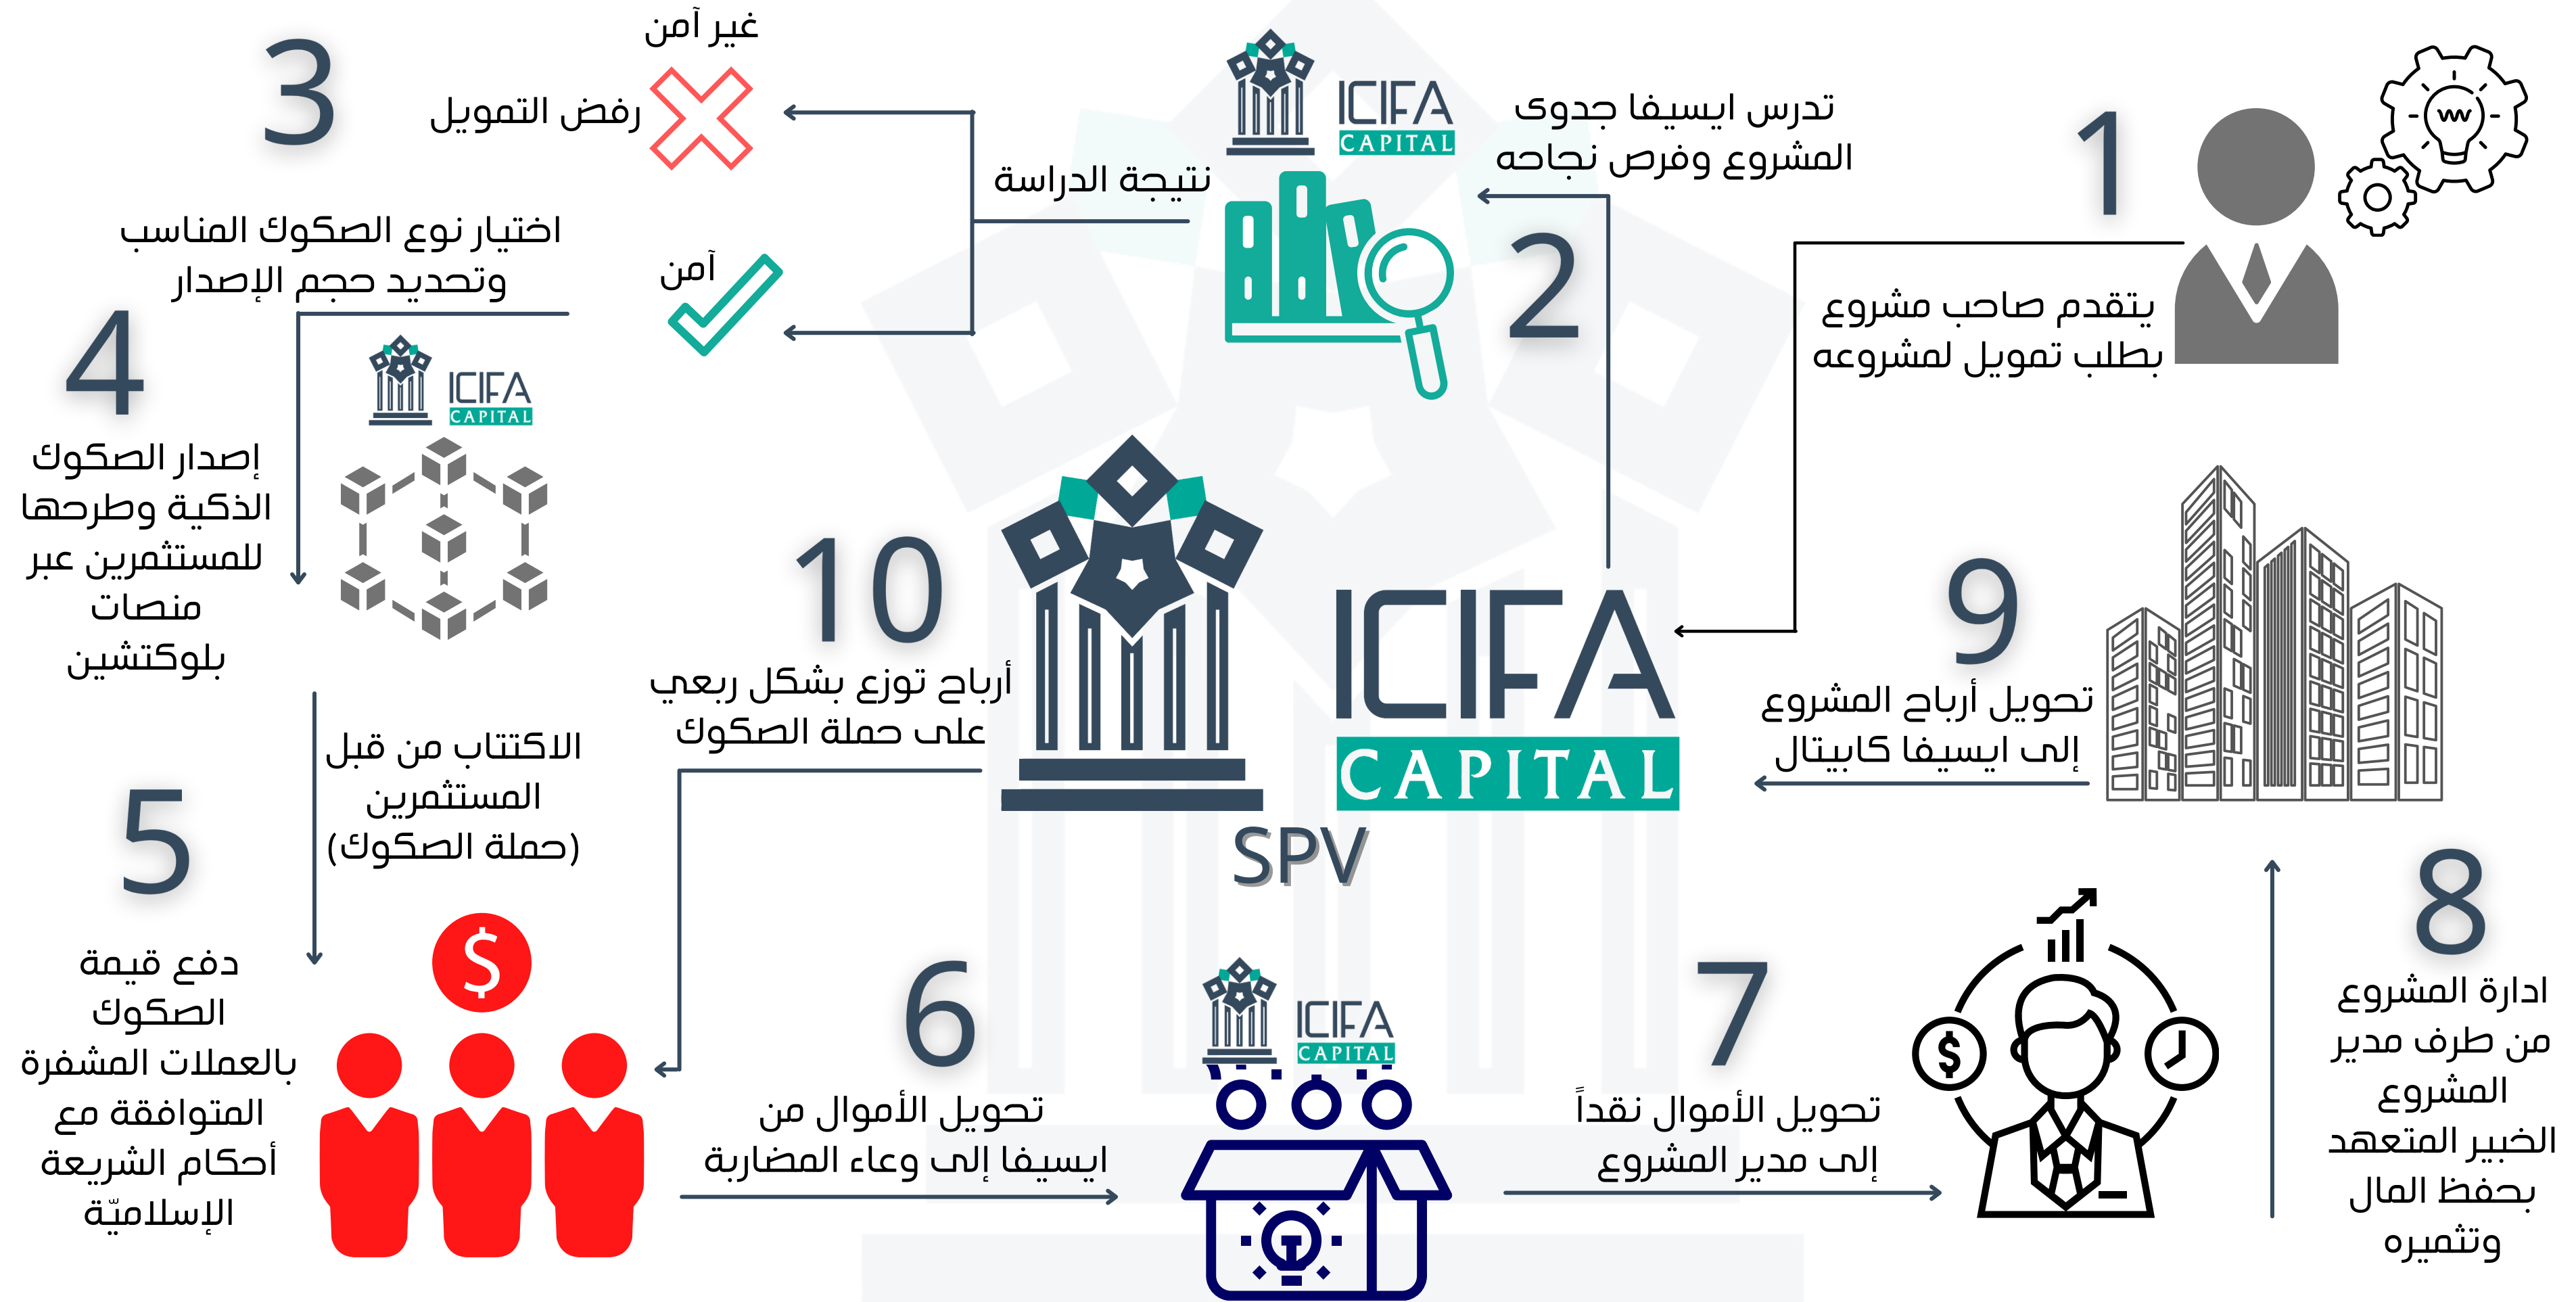 1
يتقدم صاحب مشروع
بطلب تمويل لمشروعه
2
ICIFA
CAPITAL
تدرس ايسيفا جدوى
المشروع وفرص نجاحه
نتيجة الدراسة
غير آمن
رفض التمويل
آمن
3
اختيار نوع الصكوك المناسب
وتحديد حجم الإصدار
4
ICIFA
CAPITAL
إصدار الصكوك
الذكية وطرحها
للمستثمرين عبر
منصات
بلوكتشين
الاكتتاب من قبل
المستثمرين
(حملة الصكوك)
5
دفع قيمة
الصكوك
بالعملات المشفرة
المتوافقة مع
أحكام الشريعة
الإسلاميّة
$
6
تحويل الأموال من
ايسيفا إلى وعاء المضاربة
ICIFA
CAPITAL
7
تحويل الأموال نقداً
إلى مدير المشروع
$
8
ادارة المشروع
من طرف مدير
المشروع
الخبير المتعهد
بحفظ المال
وتثميره
9
تحويل أرباح المشروع
إلى ايسيفا كابيتال
ICIFA
CAPITAL
SPV
10
أرباح توزع بشكل ربعي
على حملة الصكوك